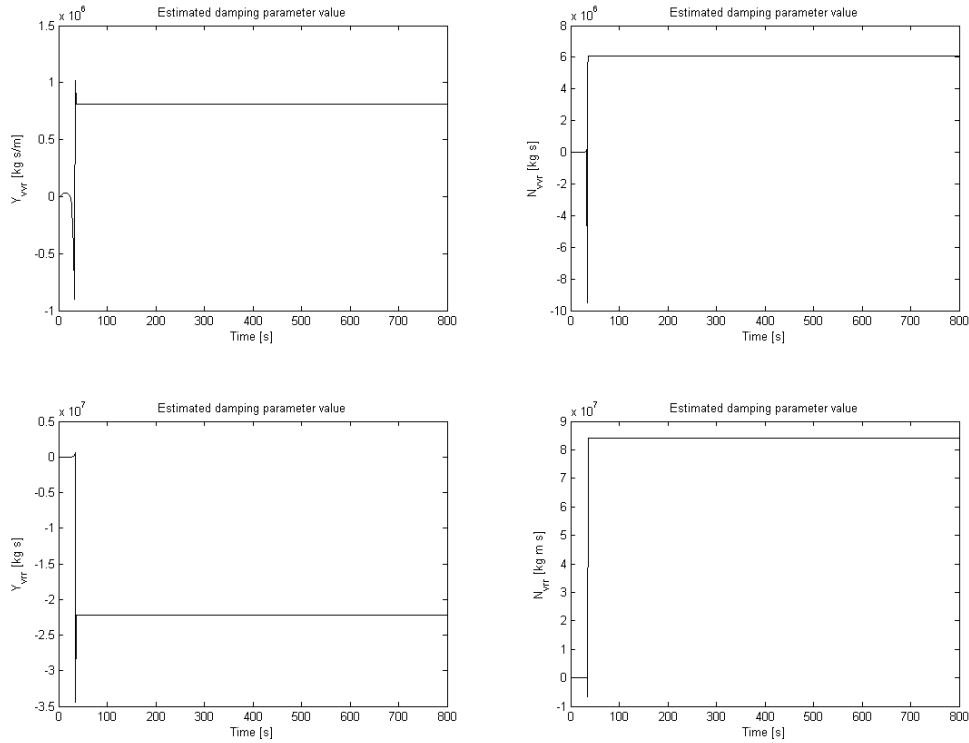 Estimated damping parameter value
x 10^6
1.5
1
0.5
0
-0.5
-1
Y_vvr [kg s/m]
0 100 200 300 400 500 600 700 800
Time [s]
Estimated damping parameter value
x 10^6
8
6
4
2
0
-2
-4
-6
-8
-10
N_vvr [kg s]
0 100 200 300 400 500 600 700 800
Time [s]
Estimated damping parameter value
x 10^7
0.5
0
-0.5
-1
-1.5
-2
-2.5
-3
-3.5
Y_vrr [kg s]
0 100 200 300 400 500 600 700 800
Time [s]
Estimated damping parameter value
x 10^7
9
8
7
6
5
4
3
2
1
0
-1
N_vrr [kg m s]
0 100 200 300 400 500 600 700 800
Time [s]